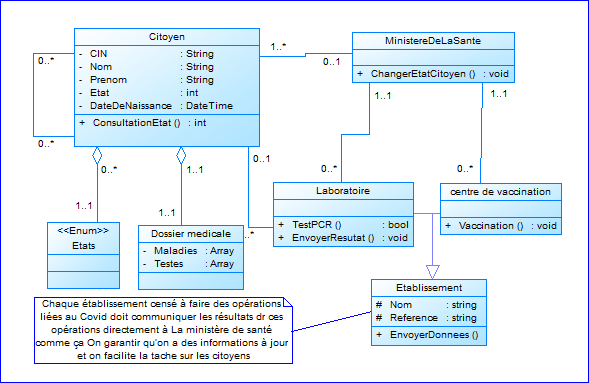 Citoyen
- CIN : String
- Nom : String
- Prenom : String
- Etat : int
- DateDeNaissance : DateTime
+ ConsultationEtat () : int
0..*
0..*
1..*
0..1
MinistereDeLaSante
+ ChangerEtatCitoyen () : void
1..1
1..1
0..*
1..1
0..1
0..*
0..*
1..1
1..1
..*
<<Enum>>
Etats
Dossier medicale
- Maladies : Array
- Testes : Array
Laboratoire
+ TestPCR () : bool
+ EnvoyerResutat () : void
centre de vaccination
+ Vaccination () : void
Etablissement
# Nom : string
# Reference : string
+ EnvoyerDonnees ()
Chaque établissement censé à faire des opérations
liées au Covid doit communiquer les résultats dr ces
opérations directement à La ministère de santé
comme ça On garantir qu'on a des informations à jour
et on facilite la tache sur les citoyens